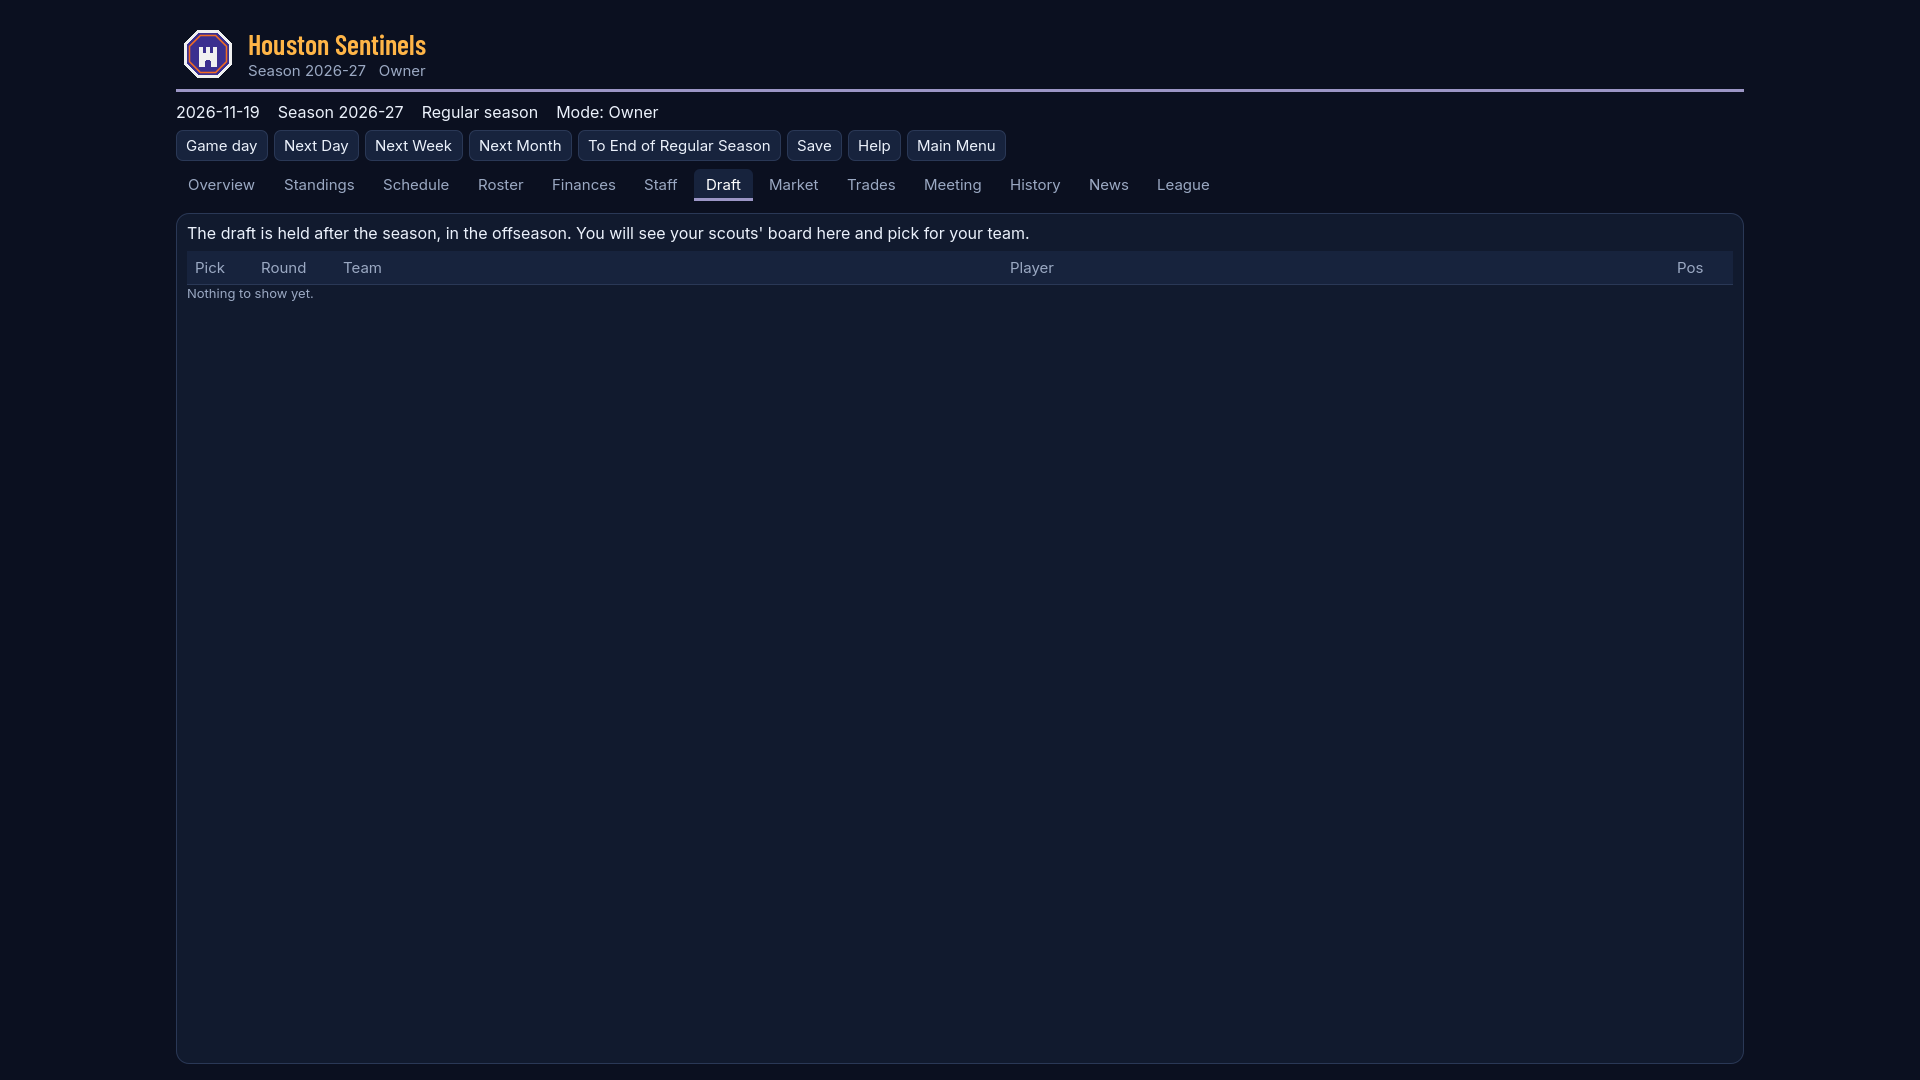 Houston Sentinels
Season 2026-27 Owner
2026-11-19 Season 2026-27 Regular season Mode: Owner
Game day Next Day Next Week Next Month To End of Regular Season Save Help Main Menu
Overview Standings Schedule Roster Finances Staff Draft Market Trades Meeting History News League
The draft is held after the season, in the offseason. You will see your scouts' board here and pick for your team.
Pick Round Team Player Pos
Nothing to show yet.